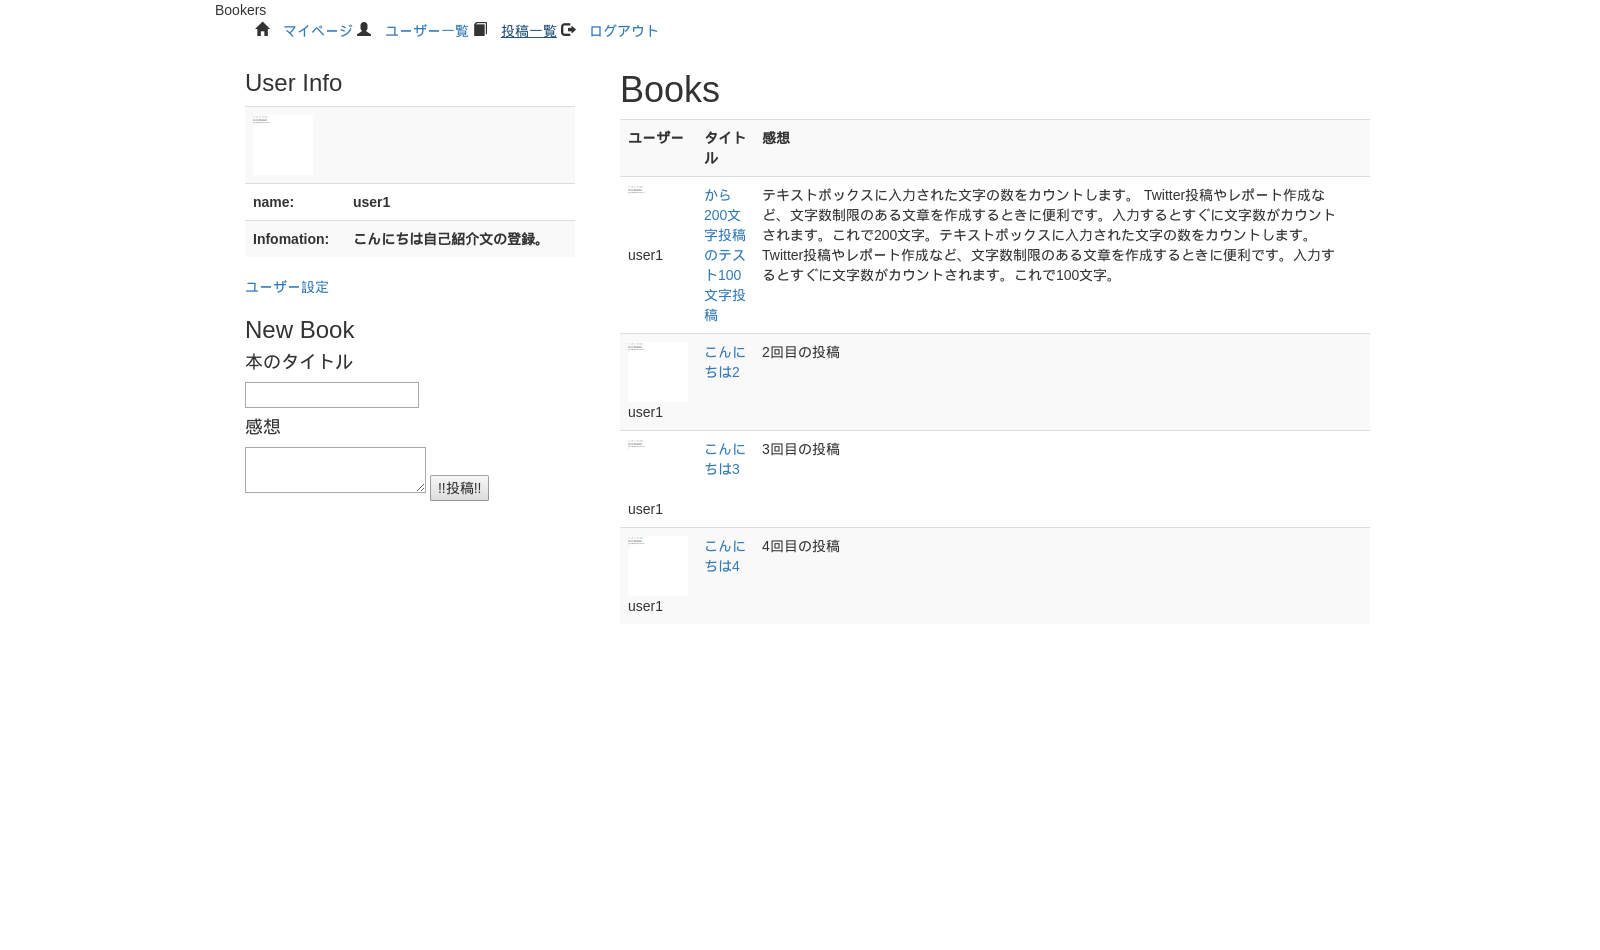 Bookers
マイページ ユーザー一覧 投稿一覧 ログアウト
User Info
name: user1
Infomation: こんにちは自己紹介文の登録。
ユーザー設定
New Book
本のタイトル
感想
!!投稿!!
Books
ユーザー タイト 感想
ル
user1
から
200文
字投稿
のテス
ト100
文字投
稿
テキストボックスに入力された文字の数をカウントします。 Twitter投稿やレポート作成な
ど、文字数制限のある文章を作成するときに便利です。入力するとすぐに文字数がカウント
されます。これで200文字。テキストボックスに入力された文字の数をカウントします。
Twitter投稿やレポート作成など、文字数制限のある文章を作成するときに便利です。入力す
るとすぐに文字数がカウントされます。これで100文字。
user1
こんに
ちは2
2回目の投稿
user1
こんに
ちは3
3回目の投稿
user1
こんに
ちは4
4回目の投稿